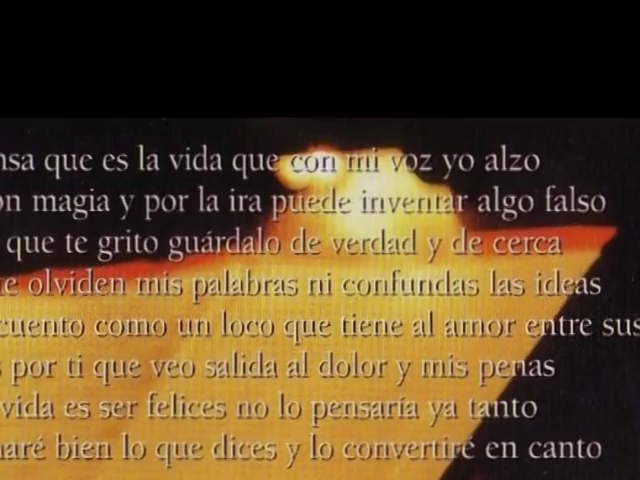 nsa que es la vida que con mi voz yo alzo
on magia y por la ira puede inventar algo falso
que te grito guárdalo de verdad y de cerca
ue olviden mis palabras ni confundas las ideas
cuento como un loco que tiene al amor entre sus
s por ti que veo salida al dolor y mis penas
vida es ser felices no lo pensaría ya tanto
naré bien lo que dices y lo convertiré en canto